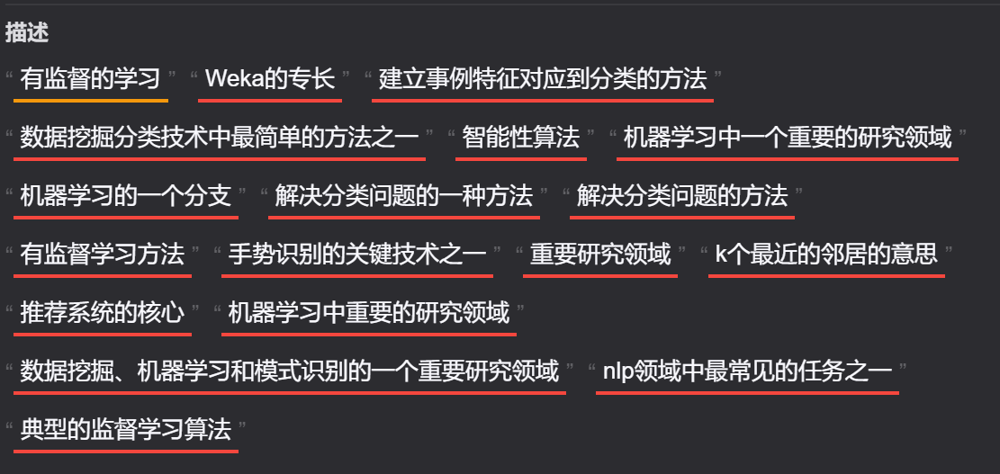 描述
“ 有监督的学习 ” “ Weka的专长 ” “ 建立事例特征对应到分类的方法 ”
“ 数据挖掘分类技术中最简单的方法之一 ” “ 智能性算法 ” “ 机器学习中一个重要的研究领域 ”
“ 机器学习的一个分支 ” “ 解决分类问题的一种方法 ” “ 解决分类问题的方法 ”
“ 有监督学习方法 ” “ 手势识别的关键技术之一 ” “ 重要研究领域 ” “ k个最近的邻居的意思 ”
“ 推荐系统的核心 ” “ 机器学习中重要的研究领域 ”
“ 数据挖掘、机器学习和模式识别的一个重要研究领域 ” “ nlp领域中最常见的任务之一 ”
“ 典型的监督学习算法 ”